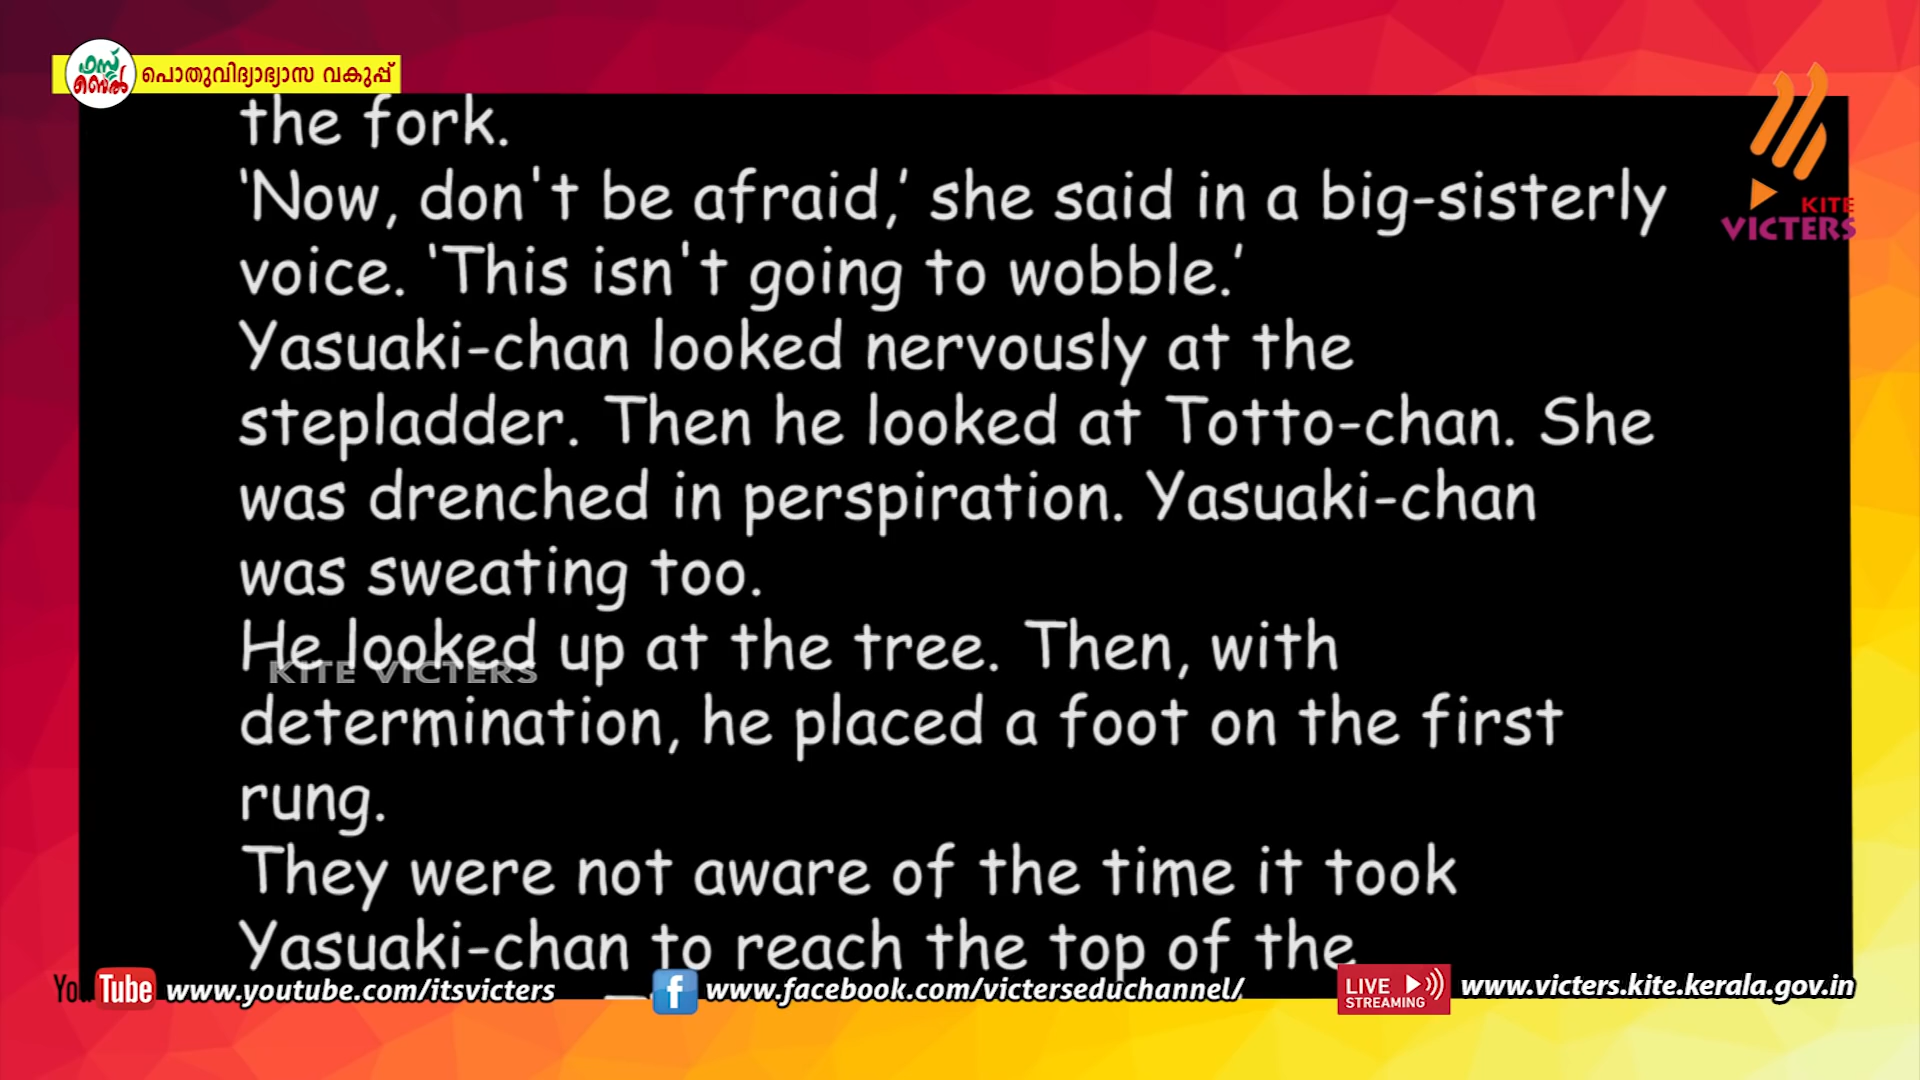 ഫസ്റ്റ്
ബെൽ
പൊതുവിദ്യാഭ്യാസ വകുപ്പ്
the fork.
‘Now, don't be afraid,’ she said in a big-sisterly
voice. ‘This isn't going to wobble.’
Yasuaki-chan looked nervously at the
stepladder. Then he looked at Totto-chan. She
was drenched in perspiration. Yasuaki-chan
was sweating too.
He looked up at the tree. Then, with
determination, he placed a foot on the first
rung.
They were not aware of the time it took
Yasuaki-chan to reach the top of the
KITE
VICTERS
KITE VICTERS
YouTube www.youtube.com/itsvicters
f www.facebook.com/victerseduchannel/
LIVE
STREAMING
www.victers.kite.kerala.gov.in